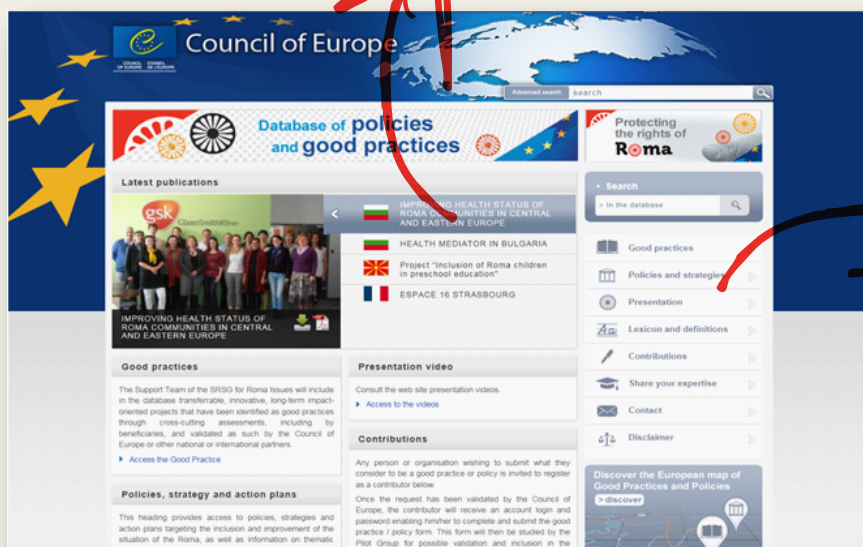 Council of Europe
COUNCIL OF EUROPE
CONSEIL DE L'EUROPE
Advanced search
search
Database of policies
and good practices
Protecting
the rights of
Roma
Latest publications
gsk
GlaxoSmithKline
IMPROVING HEALTH STATUS OF
ROMA COMMUNITIES IN CENTRAL
AND EASTERN EUROPE
IMPROVING HEALTH STATUS OF
ROMA COMMUNITIES IN CENTRAL
AND EASTERN EUROPE
HEALTH MEDIATOR IN BULGARIA
Project "Inclusion of Roma children
in preschool education"
ESPACE 16 STRASBOURG
Search
In the database
Good practices
Policies and strategies
Presentation
Aa
Lexicon and definitions
Contributions
Share your expertise
Contact
Disclaimer
Good practices
The Support Team of the SRSG for Roma Issues will include
in the database transferrable, innovative, long-term impact-
oriented projects that have been identified as good practices
through cross-cutting assessments, including by
beneficiaries, and validated as such by the Council of
Europe or other national or international partners.
Access the Good Practice
Policies, strategy and action plans
This heading provides access to policies, strategies and
action plans targeting the inclusion and improvement of the
situation of the Roma, as well as information on thematic
Presentation video
Consult the web site presentation videos.
Access to the videos
Contributions
Any person or organisation wishing to submit what they
consider to be a good practice or policy is invited to register
as a contributor below.
Once the request has been validated by the Council of
Europe, the contributor will receive an account login and
password enabling him/her to complete and submit the good
practice / policy form. This form will then be studied by the
Pilot Group for possible validation and inclusion in the
Discover the European map of
Good Practices and Policies
> discover